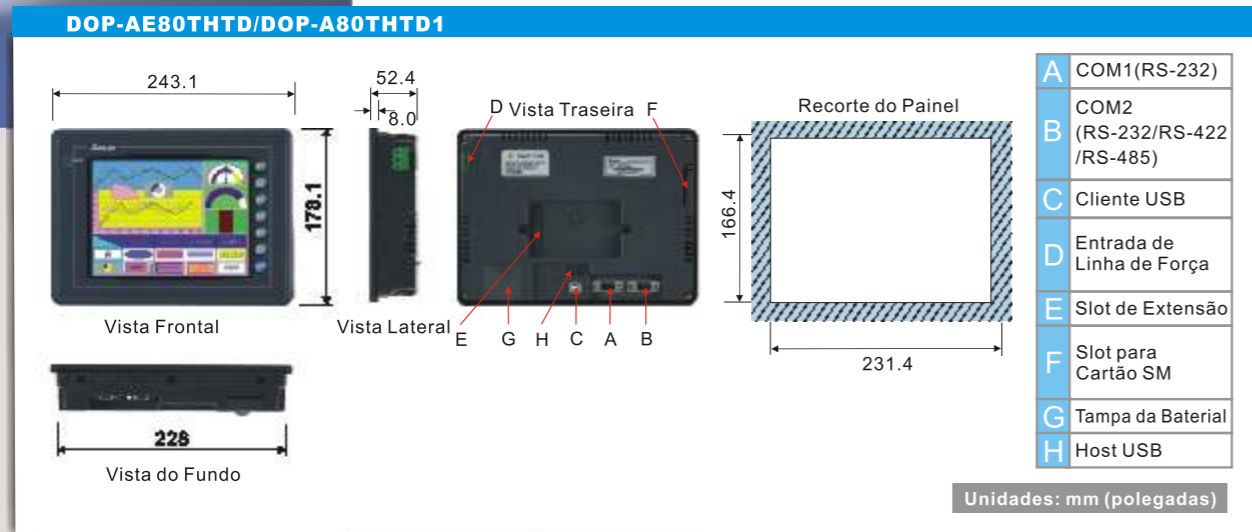 DOP-AE80THTD/DOP-A80THTD1
243.1
52.4
8.0
178.1
D Vista Traseira F
Recorte do Painel
166.4
231.4
Vista Frontal
Vista Lateral
E G H C A B
228
Vista do Fundo
A COM1(RS-232)
B COM2
(RS-232/RS-422
/RS-485)
C Cliente USB
D Entrada de
Linha de Força
E Slot de Extensão
F Slot para
Cartão SM
G Tampa da Baterial
H Host USB
Unidades: mm (polegadas)